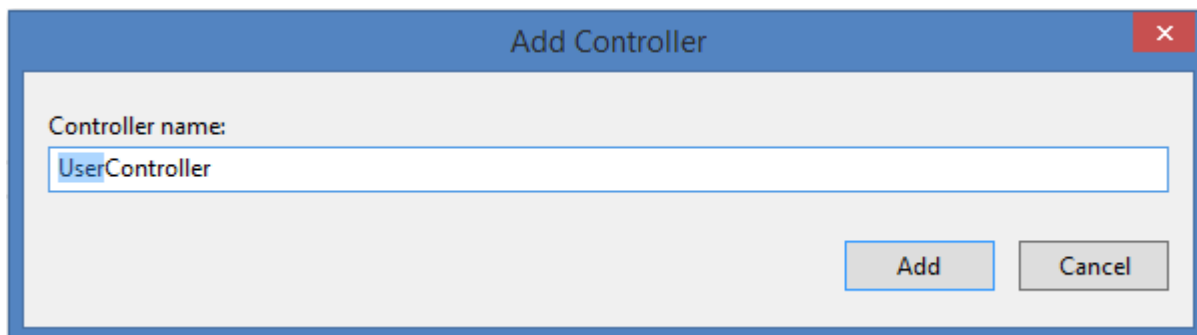 Add Controller
Controller name:
UserController
Add Cancel